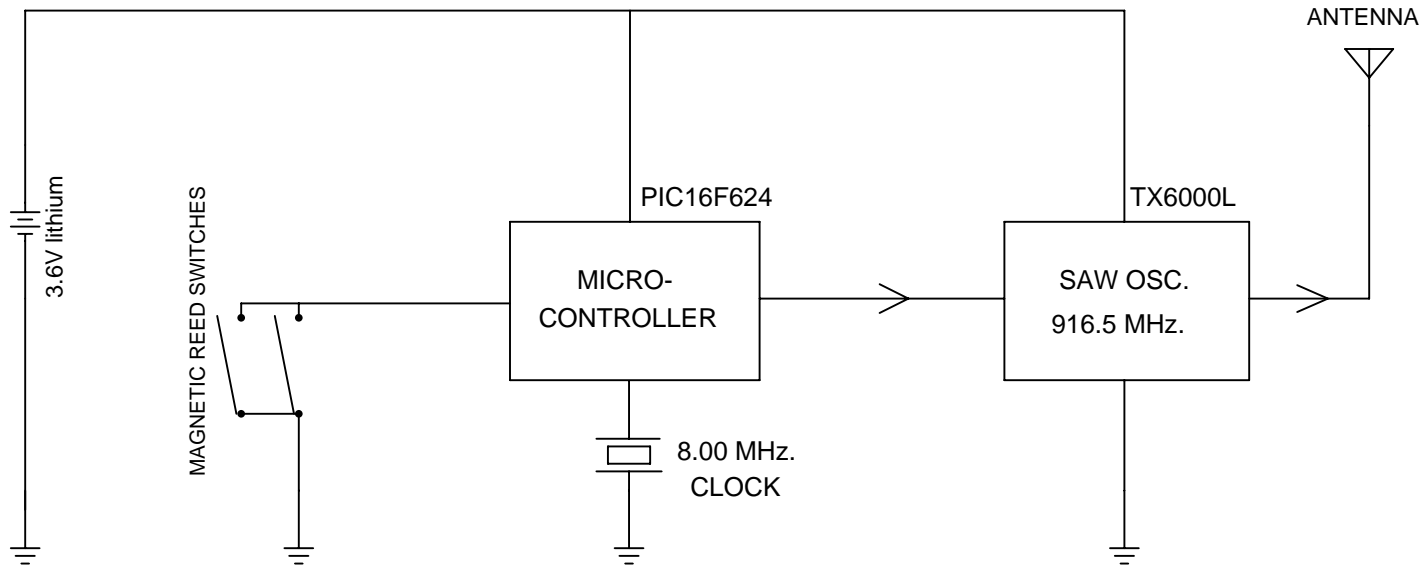 ANTENNA
3.6V lithium
MAGNETIC REED SWITCHES
PIC16F624
MICRO-
CONTROLLER
TX6000L
SAW OSC.
916.5 MHz.
8.00 MHz.
CLOCK